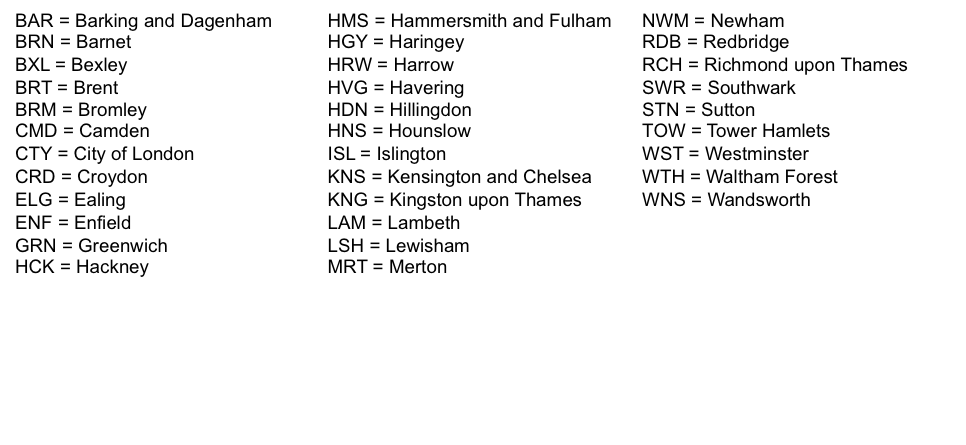 BAR = Barking and Dagenham
BRN = Barnet
BXL = Bexley
BRT = Brent
BRM = Bromley
CMD = Camden
CTY = City of London
CRD = Croydon
ELG = Ealing
ENF = Enfield
GRN = Greenwich
HCK = Hackney
HMS = Hammersmith and Fulham
HGY = Haringey
HRW = Harrow
HVG = Havering
HDN = Hillingdon
HNS = Hounslow
ISL = Islington
KNS = Kensington and Chelsea
KNG = Kingston upon Thames
LAM = Lambeth
LSH = Lewisham
MRT = Merton
NWM = Newham
RDB = Redbridge
RCH = Richmond upon Thames
SWR = Southwark
STN = Sutton
TOW = Tower Hamlets
WST = Westminster
WTH = Waltham Forest
WNS = Wandsworth